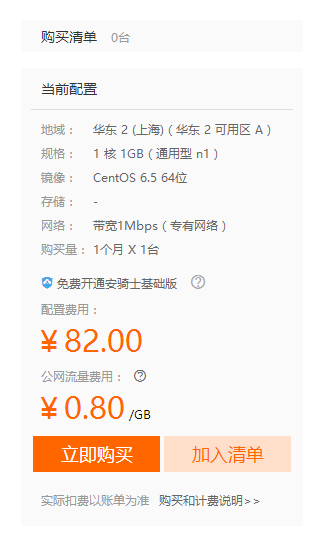 购买清单 0台
当前配置
地域： 华东 2 (上海)（华东 2 可用区 A）
规格： 1 核 1GB（通用型 n1）
镜像： CentOS 6.5 64位
存储： -
网络： 带宽1Mbps（专有网络）
购买量： 1个月 X 1台
免费开通安骑士基础版 ?
配置费用：
¥ 82.00
公网流量费用： ?
¥ 0.80 /GB
立即购买 加入清单
实际扣费以账单为准 购买和计费说明>>